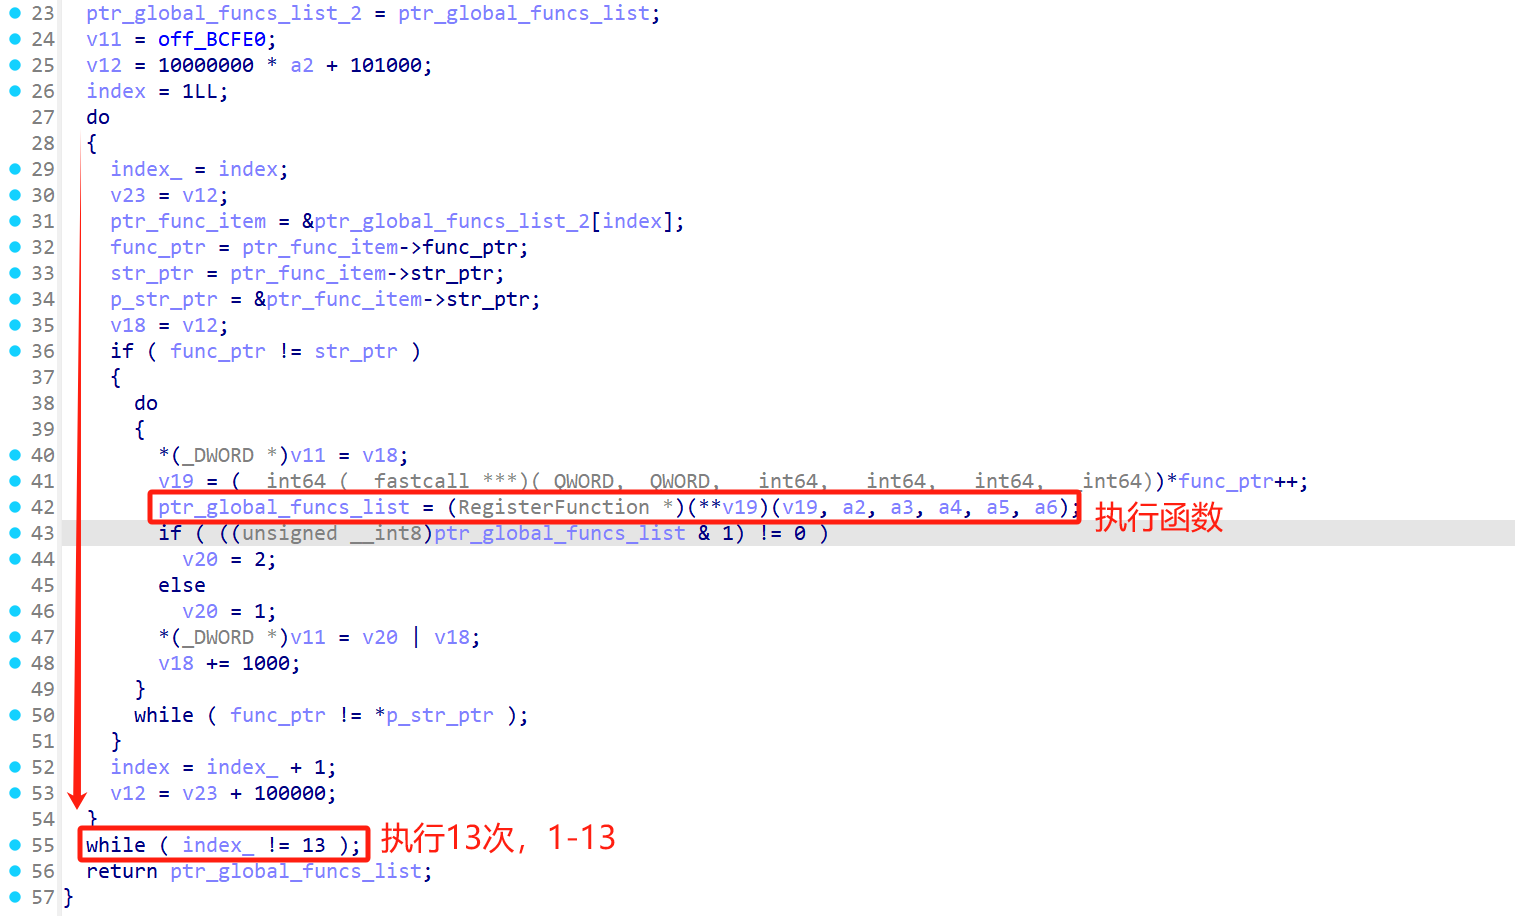 23 ptr_global_funcs_list_2 = ptr_global_funcs_list;
24 v11 = off_BCFE0;
25 v12 = 10000000 * a2 + 101000;
26 index = 1LL;
27 do
28 {
29 index_ = index;
30 v23 = v12;
31 ptr_func_item = &ptr_global_funcs_list_2[index];
32 func_ptr = ptr_func_item->func_ptr;
33 str_ptr = ptr_func_item->str_ptr;
34 p_str_ptr = &ptr_func_item->str_ptr;
35 v18 = v12;
36 if ( func_ptr != str_ptr )
37 {
38 do
39 {
40 *(_DWORD *)v11 = v18;
41 v19 = (__int64 (__fastcall ***)(_QWORD, _QWORD, __int64, __int64, __int64, __int64))*func_ptr++;
42 ptr_global_funcs_list = (RegisterFunction *)(**v19)(v19, a2, a3, a4, a5, a6); 执行函数
43 if ( ((unsigned __int8)ptr_global_funcs_list & 1) != 0 )
44 v20 = 2;
45 else
46 v20 = 1;
47 *(_DWORD *)v11 = v20 | v18;
48 v18 += 1000;
49 }
50 while ( func_ptr != *p_str_ptr );
51 }
52 index = index_ + 1;
53 v12 = v23 + 100000;
54 }
55 while ( index_ != 13 ); 执行13次，1-13
56 return ptr_global_funcs_list;
57 }